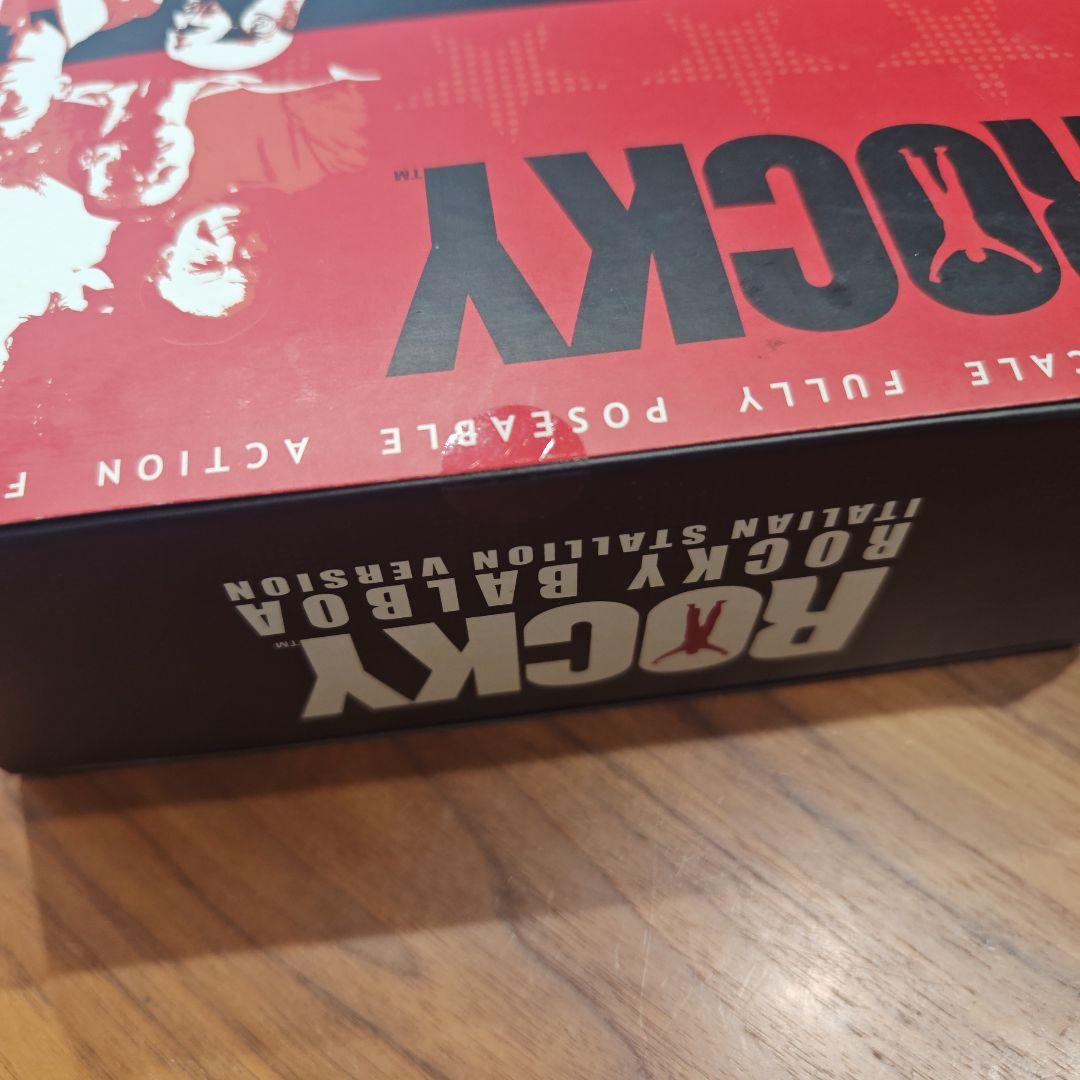 ROCKY™
CALE FULLY POSEABLE ACTION F
ROCKY™
ROCKY BALBOA
ITALIAN STALLION VERSION